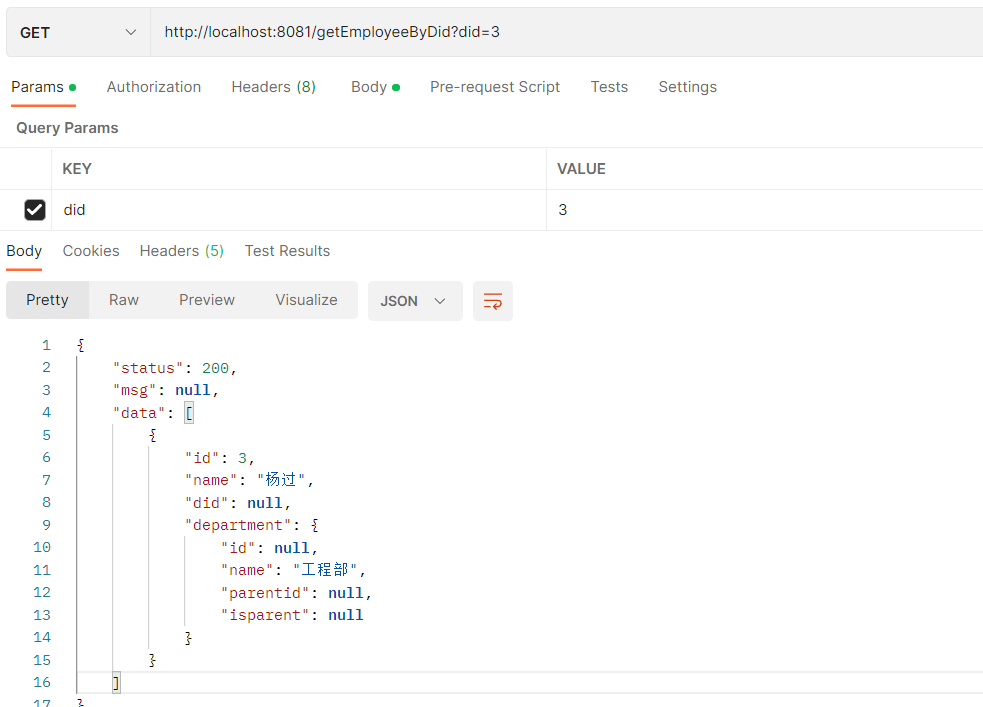 GET http://localhost:8081/getEmployeeByDid?did=3
Params Authorization Headers (8) Body Pre-request Script Tests Settings
Query Params
KEY VALUE
did 3
Body Cookies Headers (5) Test Results
Pretty Raw Preview Visualize JSON
1 {
2 "status": 200,
3 "msg": null,
4 "data": [
5 {
6 "id": 3,
7 "name": "杨过",
8 "did": null,
9 "department": {
10 "id": null,
11 "name": "工程部",
12 "parentid": null,
13 "isparent": null
14 }
15 }
16 ]
17 }